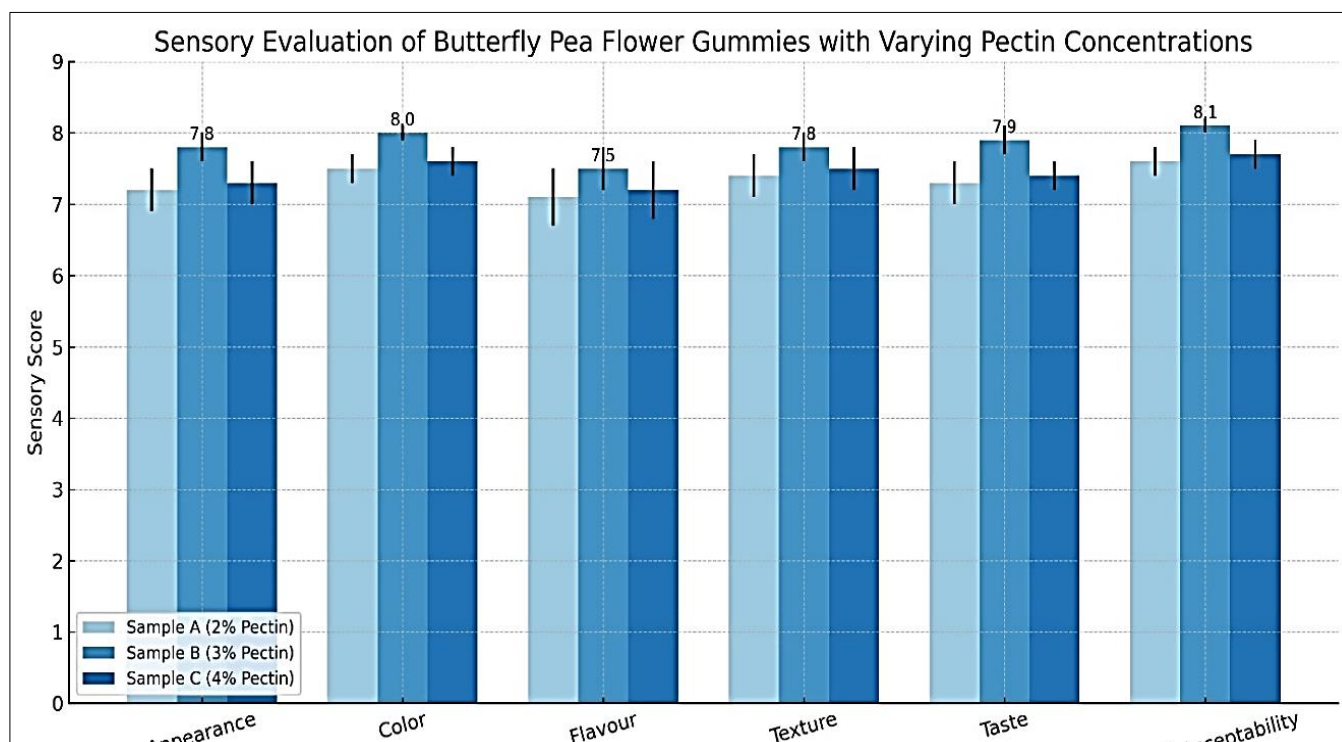 Sensory Evaluation of Butterfly Pea Flower Gummies with Varying Pectin Concentrations
9
8
7
6
5
4
3
2
1
0
Sensory Score
7.8
8.0
7.5
7.8
7.9
8.1
Sample A (2% Pectin)
Sample B (3% Pectin)
Sample C (4% Pectin)
Color
Flavour
Texture
Taste